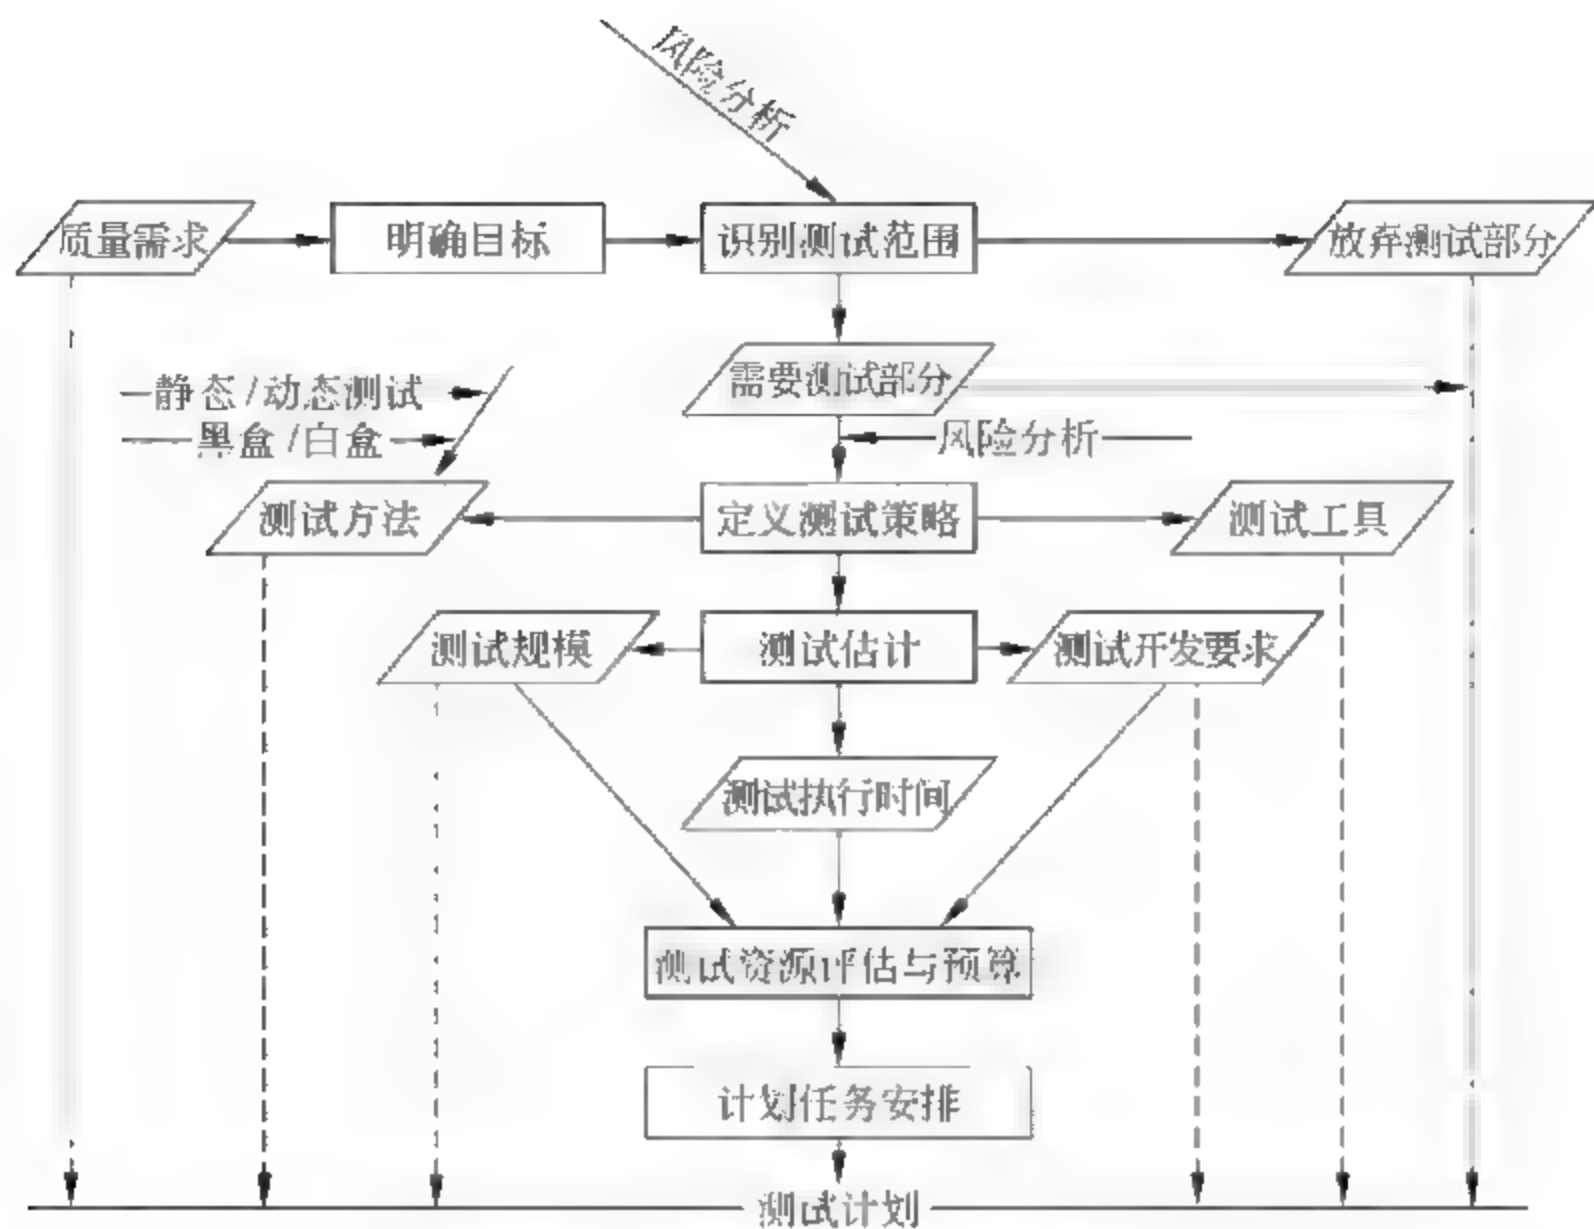 风险分析
质量需求
明确目标
识别测试范围
放弃测试部分
需要测试部分
静态/动态测试
黑盒/白盒
风险分析
测试方法
定义测试策略
测试工具
测试规模
测试估计
测试开发要求
测试执行时间
测试资源评估与预算
计划任务安排
测试计划